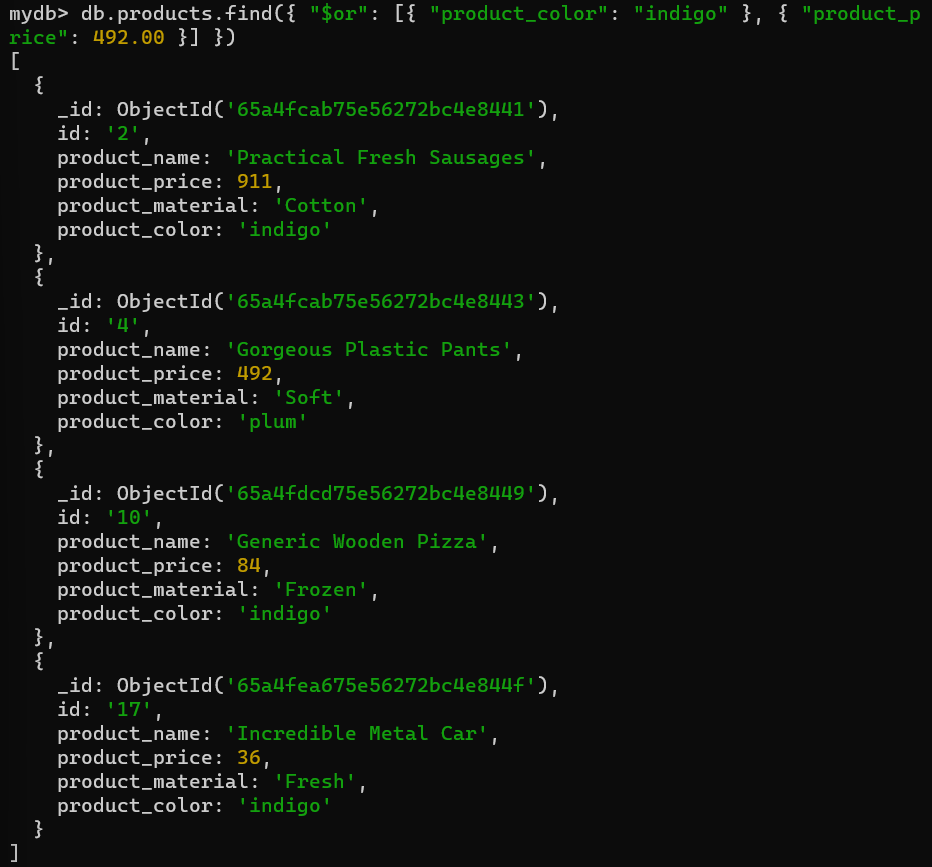 mydb> db.products.find({ "$or": [{ "product_color": "indigo" }, { "product_p
rice": 492.00 }] })
[
  {
    _id: ObjectId('65a4fcab75e56272bc4e8441'),
    id: '2',
    product_name: 'Practical Fresh Sausages',
    product_price: 911,
    product_material: 'Cotton',
    product_color: 'indigo'
  },
  {
    _id: ObjectId('65a4fcab75e56272bc4e8443'),
    id: '4',
    product_name: 'Gorgeous Plastic Pants',
    product_price: 492,
    product_material: 'Soft',
    product_color: 'plum'
  },
  {
    _id: ObjectId('65a4fdcd75e56272bc4e8449'),
    id: '10',
    product_name: 'Generic Wooden Pizza',
    product_price: 84,
    product_material: 'Frozen',
    product_color: 'indigo'
  },
  {
    _id: ObjectId('65a4fea675e56272bc4e844f'),
    id: '17',
    product_name: 'Incredible Metal Car',
    product_price: 36,
    product_material: 'Fresh',
    product_color: 'indigo'
  }
]